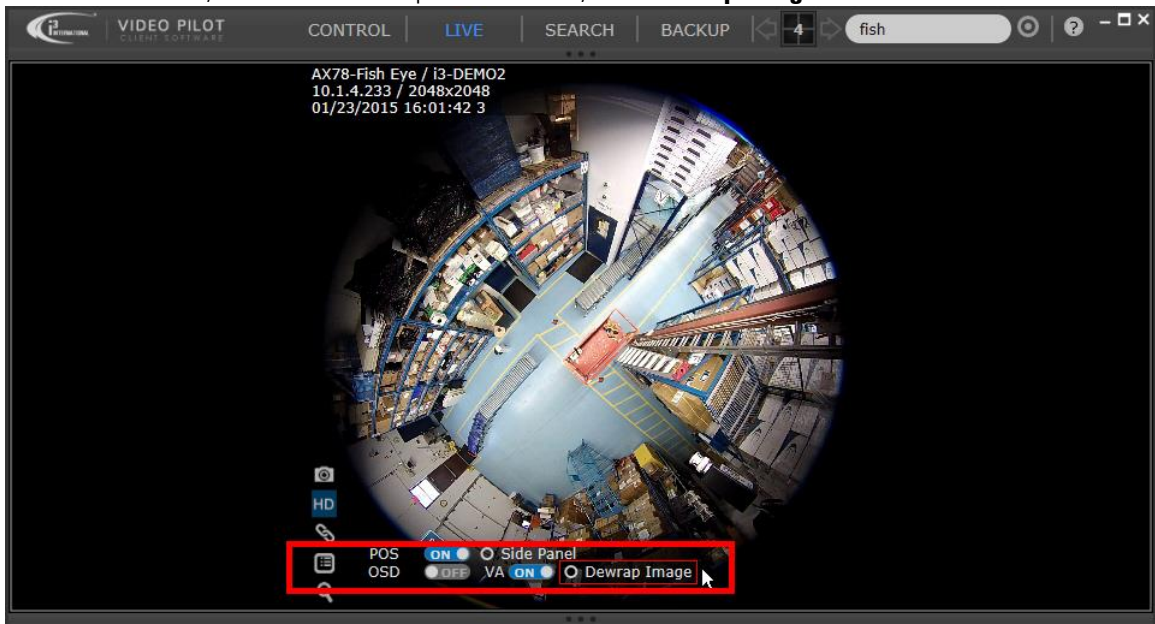 i3 INTERNATIONAL VIDEO PILOT
CLIENT SOFTWARE
CONTROL LIVE SEARCH BACKUP 4 fish ?
AX78-Fish Eye / i3-DEMO2
10.1.4.233 / 2048x2048
01/23/2015 16:01:42 3
HD
POS ON Side Panel
OSD OFF VA ON Dewrap Image